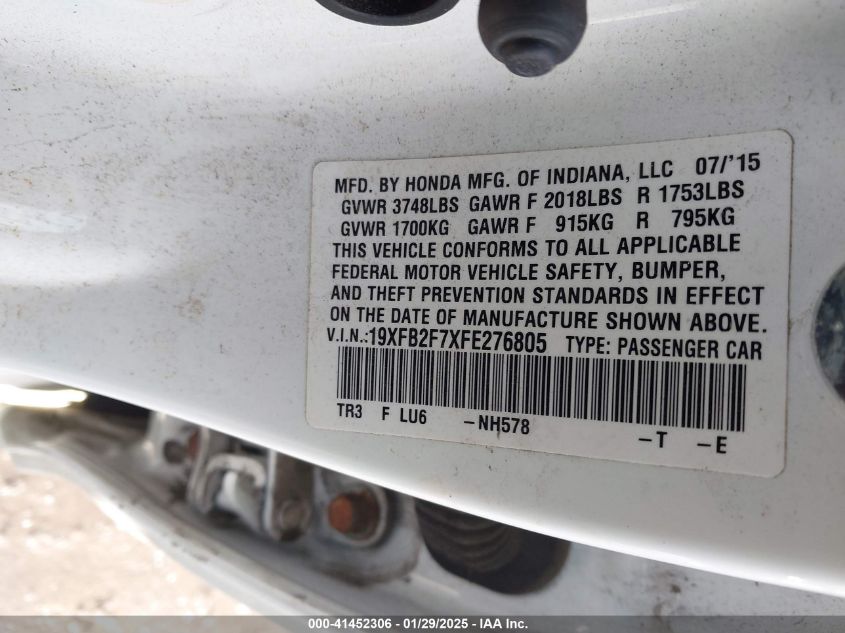 MFD. BY HONDA MFG. OF INDIANA, LLC 07/'15
GVWR 3748LBS GAWR F 2018LBS R 1753LBS
GVWR 1700KG GAWR F 915KG R 795KG
THIS VEHICLE CONFORMS TO ALL APPLICABLE
FEDERAL MOTOR VEHICLE SAFETY, BUMPER,
AND THEFT PREVENTION STANDARDS IN EFFECT
ON THE DATE OF MANUFACTURE SHOWN ABOVE.
V.I.N.:19XFB2F7XFE276805 TYPE: PASSENGER CAR
TR3 F LU6 -NH578 -T -E
000-41452306 | 01/29/2025 - © IAA Inc.